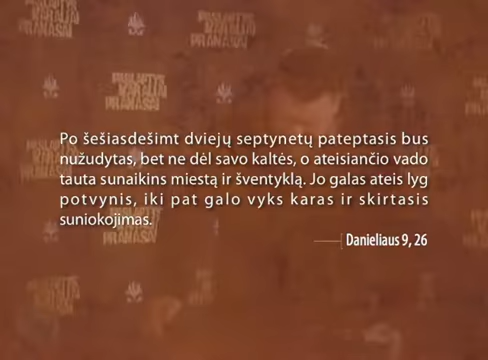 Po šešiasdešimt dviejų septynetų pateptasis bus
nužudytas, bet ne dėl savo kaltės, o ateisiančio vado
tauta sunaikins miestą ir šventyklą. Jo galas ateis lyg
potvynis, iki pat galo vyks karas ir skirtasis
suniokojimas.
Danieliaus 9, 26